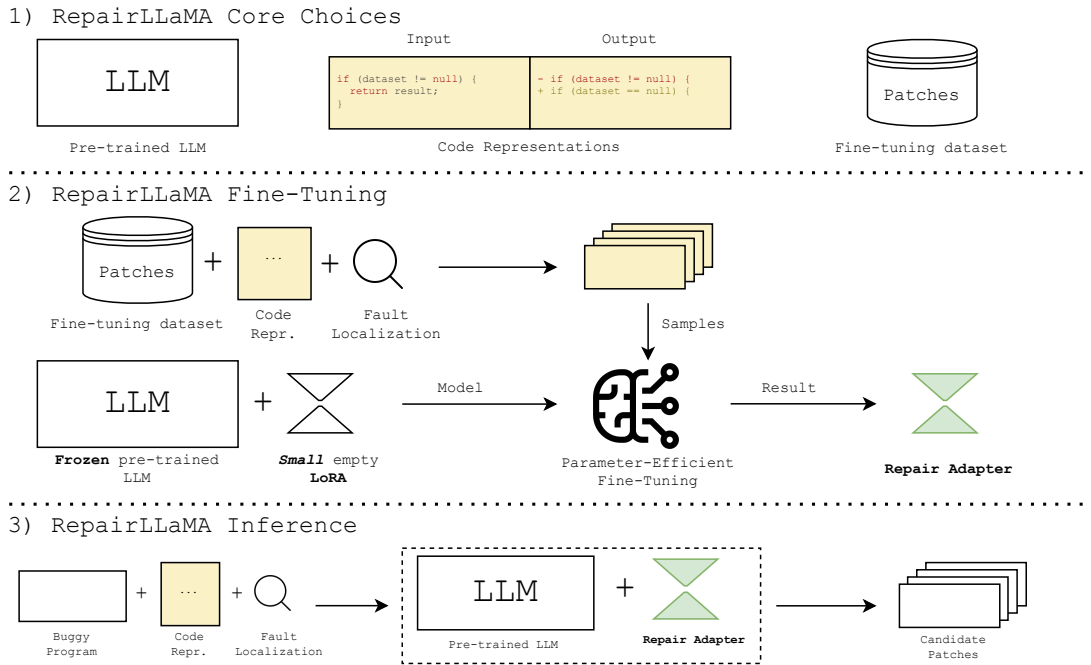 1) RepairLLaMA Core Choices
Input
Output
LLM
if (dataset != null) {
return result;
}
- if (dataset != null) {
+ if (dataset == null) {
Patches
Pre-trained LLM
Code Representations
Fine-tuning dataset
2) RepairLLaMA Fine-Tuning
Patches
+
...
+
Fine-tuning dataset
Code
Repr.
Fault
Localization
Samples
LLM
+
Model
Result
Frozen pre-trained
LLM
Small empty
LoRA
Parameter-Efficient
Fine-Tuning
Repair Adapter
3) RepairLLaMA Inference
+
...
+
LLM
+
Buggy
Program
Code
Repr.
Fault
Localization
Pre-trained LLM
Repair Adapter
Candidate
Patches